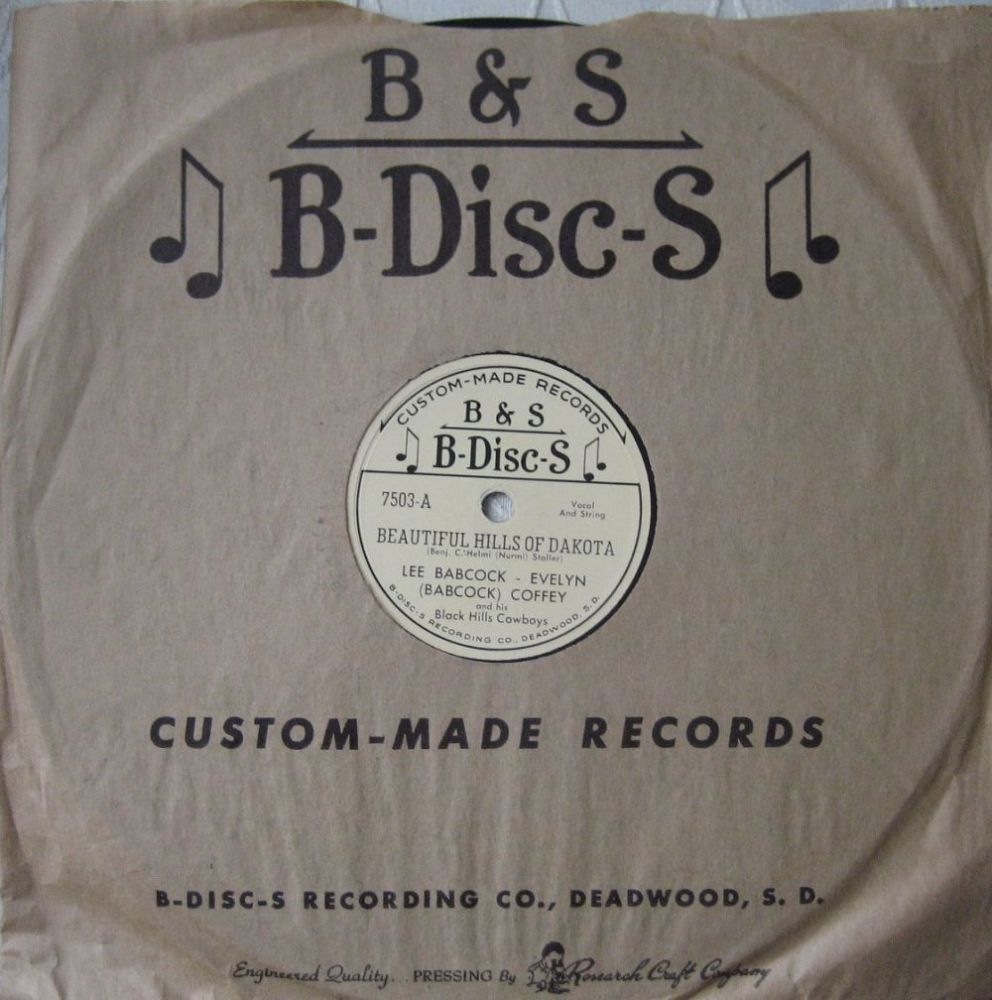 B & S
B-Disc-S
CUSTOM-MADE RECORDS
B & S
B-Disc-S
7503-A
Vocal
And String
BEAUTIFUL HILLS OF DAKOTA
(Benj. C. Helmi (Nurmi) Staller)
LEE BABCOCK - EVELYN
(BABCOCK) COFFEY
and his
Black Hills Cowboys
B-DISC-S RECORDING CO., DEADWOOD, S. D.
CUSTOM-MADE RECORDS
B-DISC-S RECORDING CO., DEADWOOD, S. D.
Engineered Quality... PRESSING By Research Craft Company